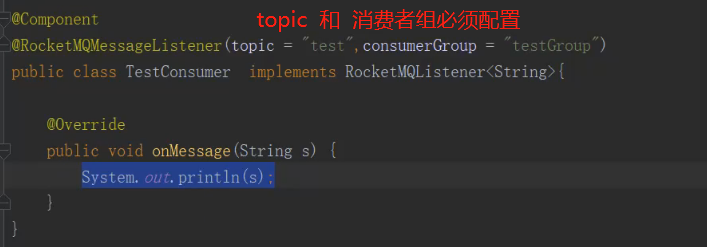 topic 和 消费者组必须配置
@Component
@RocketMQMessageListener(topic = "test",consumerGroup = "testGroup")
public class TestConsumer  implements RocketMQListener<String>{
@Override
public void onMessage(String s) {
System.out.println(s);
}
}